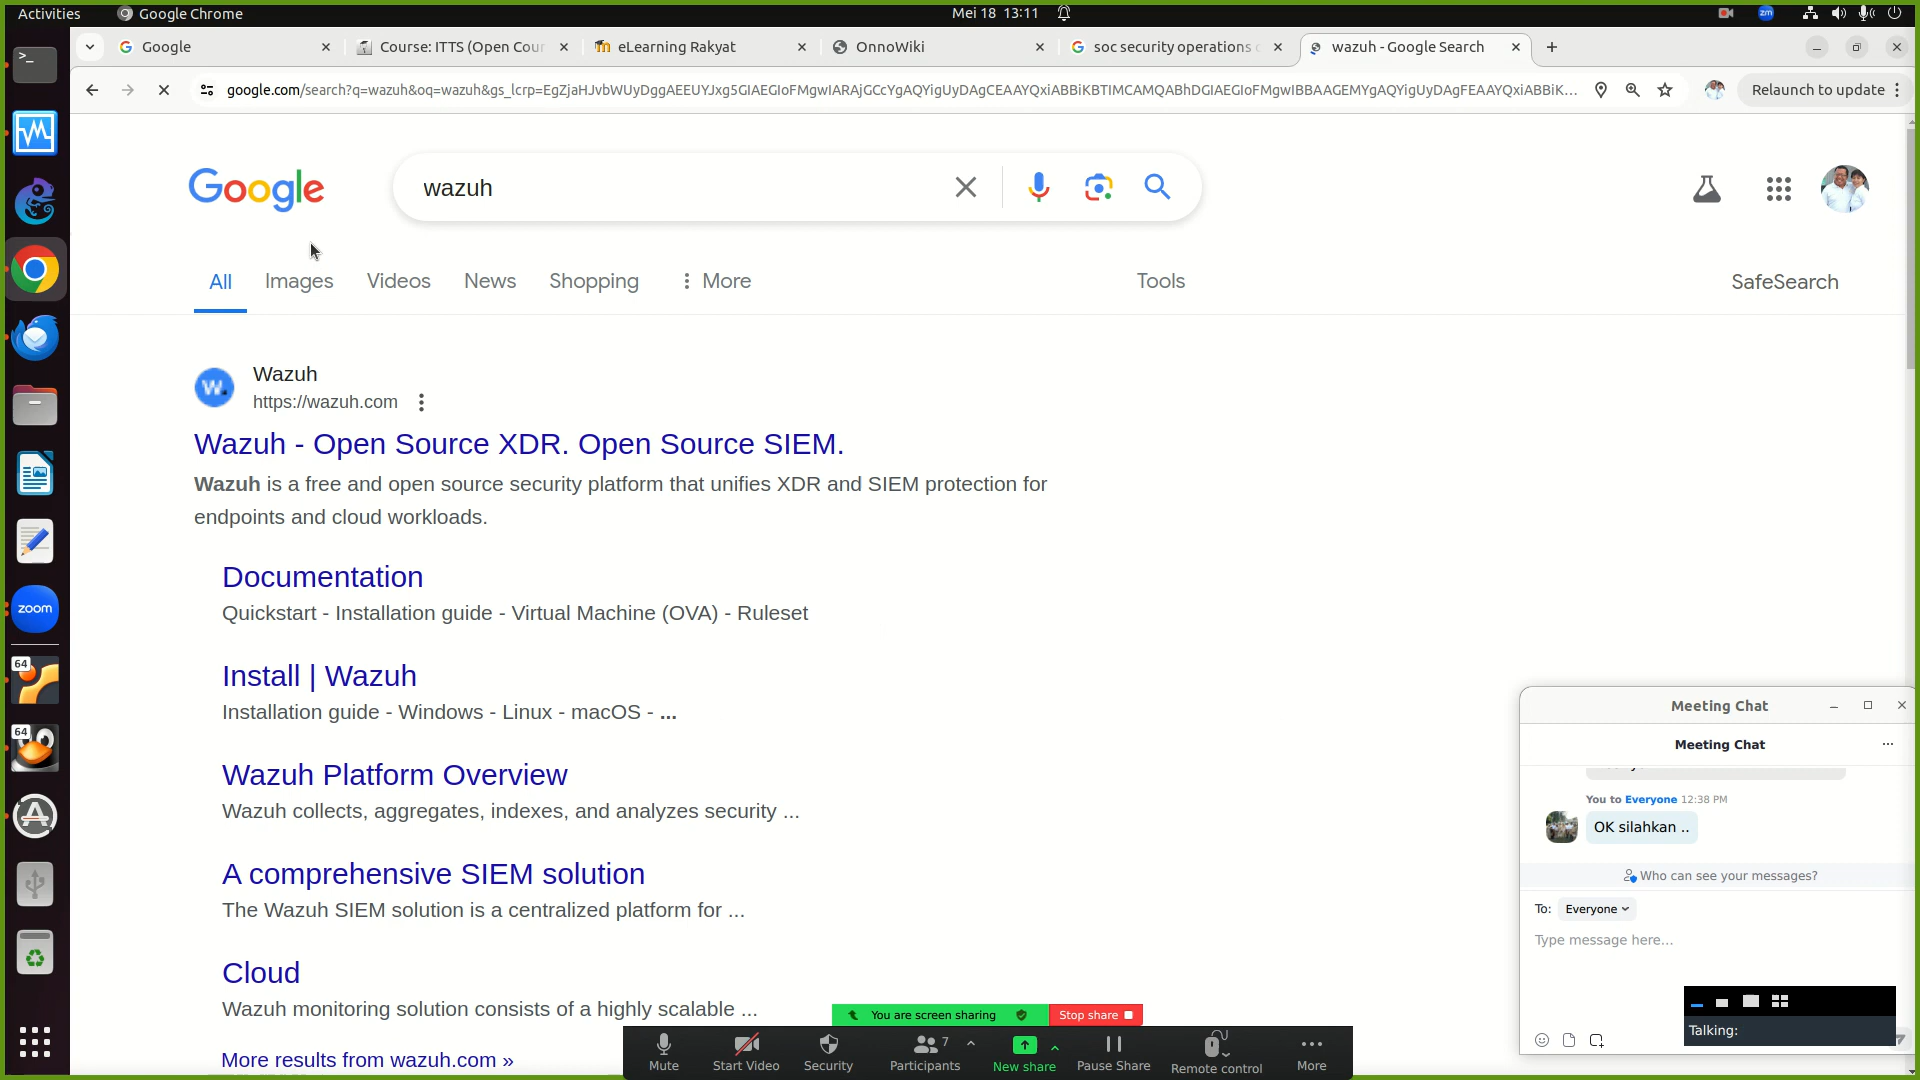 Activities
Google Chrome
Mei 18 13:11
zm
Google
Course: ITTS (Open Cour
eLearning Rakyat
OnnoWiki
soc security operations c
wazuh - Google Search
google.com/search?q=wazuh&oq=wazuh&gs_lcrp=EgZjaHJvbWUyDggAEEUYJxg5GIAEGIoFMgwIARAjGCcYgAQYigUyDAgCEAAYQxiABBiKBTIMCAMQABhDGIAEGIoFMgwIBBAAGEMYgAQYigUyDAgFEAAYQxiABBiK...
Relaunch to update
Google
wazuh
All
Images
Videos
News
Shopping
More
Tools
SafeSearch
W.
Wazuh
https://wazuh.com
Wazuh - Open Source XDR. Open Source SIEM.
Wazuh is a free and open source security platform that unifies XDR and SIEM protection for
endpoints and cloud workloads.
Documentation
Quickstart - Installation guide - Virtual Machine (OVA) - Ruleset
Install | Wazuh
Installation guide - Windows - Linux - macOS - ...
Wazuh Platform Overview
Wazuh collects, aggregates, indexes, and analyzes security ...
A comprehensive SIEM solution
The Wazuh SIEM solution is a centralized platform for ...
Cloud
Wazuh monitoring solution consists of a highly scalable ...
More results from wazuh.com »
zoom
64
64
Meeting Chat
Meeting Chat
You to Everyone 12:38 PM
OK silahkan ..
Who can see your messages?
To: Everyone
Type message here...
Talking:
You are screen sharing
Stop share
Mute
Start Video
Security
Participants
7
New share
Pause Share
Remote control
More